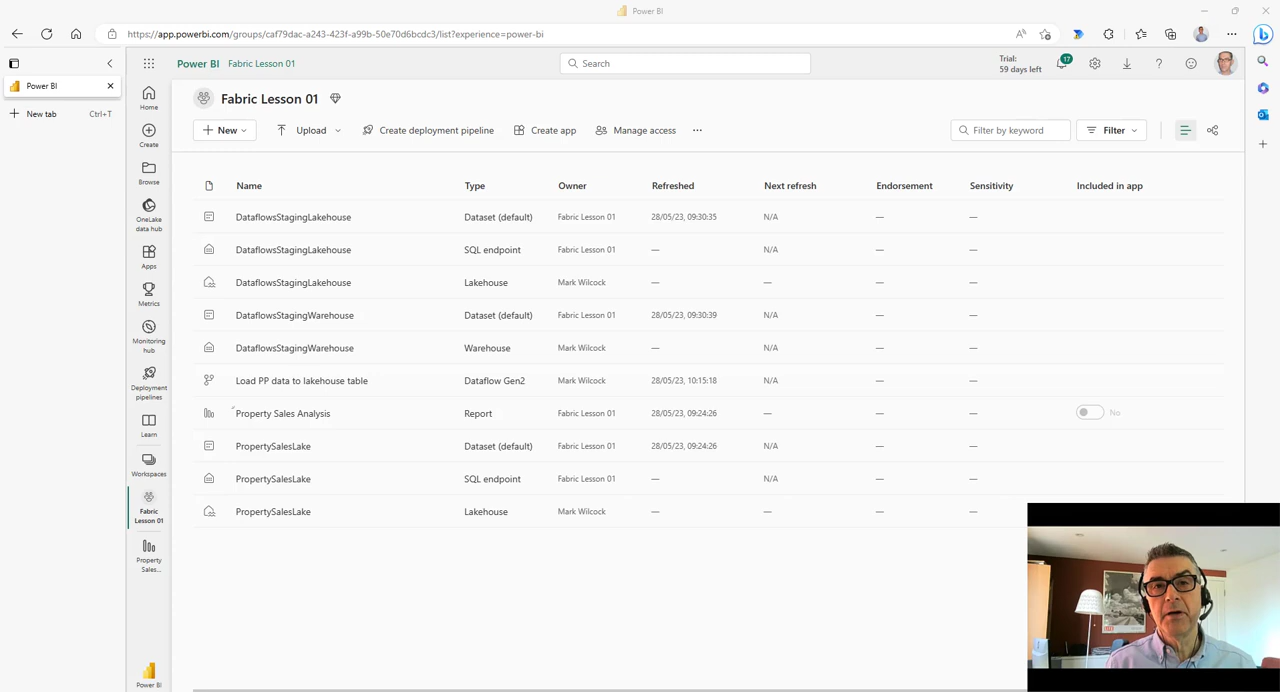 Power BI
https://app.powerbi.com/groups/caf79dac-a243-423f-a99b-50e70d6bcdc3/list?experience=power-bi
Power BI
New tab Ctrl+T
Power BI Fabric Lesson 01
Search
Trial:
59 days left
17
Home
Create
Browse
OneLake
data hub
Apps
Metrics
Monitoring
hub
Deployment
pipelines
Learn
Workspaces
Fabric
Lesson 01
Property
Sales...
Power BI
Fabric Lesson 01
New Upload Create deployment pipeline Create app Manage access ... Filter by keyword Filter
Name Type Owner Refreshed Next refresh Endorsement Sensitivity Included in app
DataflowsStagingLakehouse Dataset (default) Fabric Lesson 01 28/05/23, 09:30:35 N/A — —
DataflowsStagingLakehouse SQL endpoint Fabric Lesson 01 — N/A — —
DataflowsStagingLakehouse Lakehouse Mark Wilcock — — — —
DataflowsStagingWarehouse Dataset (default) Fabric Lesson 01 28/05/23, 09:30:39 N/A — —
DataflowsStagingWarehouse Warehouse Mark Wilcock — N/A — —
Load PP data to lakehouse table Dataflow Gen2 Mark Wilcock 28/05/23, 10:15:18 N/A — —
Property Sales Analysis Report Fabric Lesson 01 28/05/23, 09:24:26 — — — No
PropertySalesLake Dataset (default) Fabric Lesson 01 28/05/23, 09:24:26 N/A — —
PropertySalesLake SQL endpoint Fabric Lesson 01 — N/A — —
PropertySalesLake Lakehouse Mark Wilcock — — — —